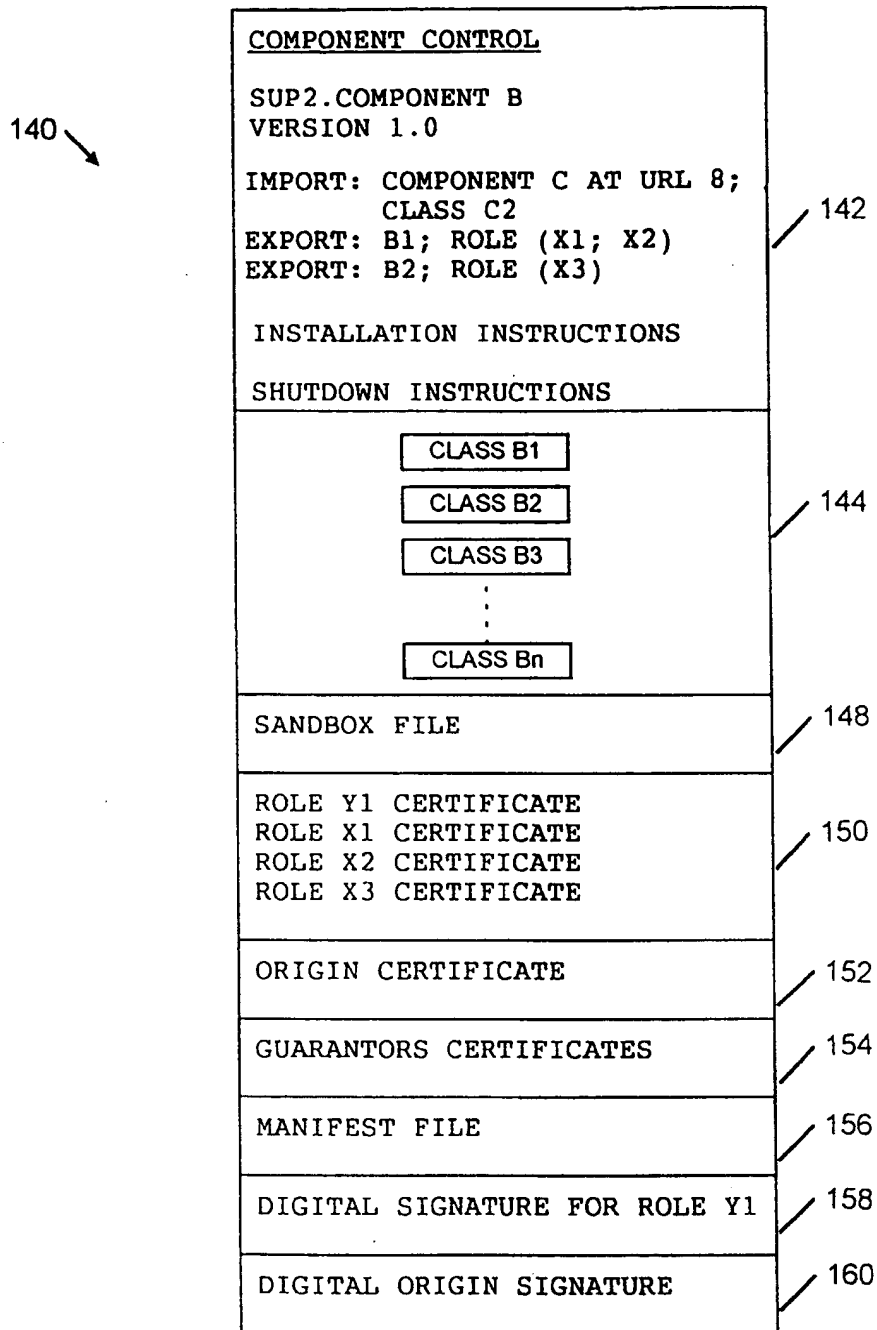 COMPONENT CONTROL
140
SUP2.COMPONENT B
VERSION 1.0
IMPORT: COMPONENT C AT URL 8;
CLASS C2
142
EXPORT: B1; ROLE (X1; X2)
EXPORT: B2; ROLE (X3)
INSTALLATION INSTRUCTIONS
SHUTDOWN INSTRUCTIONS
CLASS B1
CLASS B2
144
CLASS B3
CLASS Bn
SANDBOX FILE
148
ROLE Y1 CERTIFICATE
ROLE X1 CERTIFICATE
150
ROLE X2 CERTIFICATE
ROLE X3 CERTIFICATE
ORIGIN CERTIFICATE
152
GUARANTORS CERTIFICATES
154
MANIFEST FILE
156
DIGITAL SIGNATURE FOR ROLE Y1
158
DIGITAL ORIGIN SIGNATURE
160